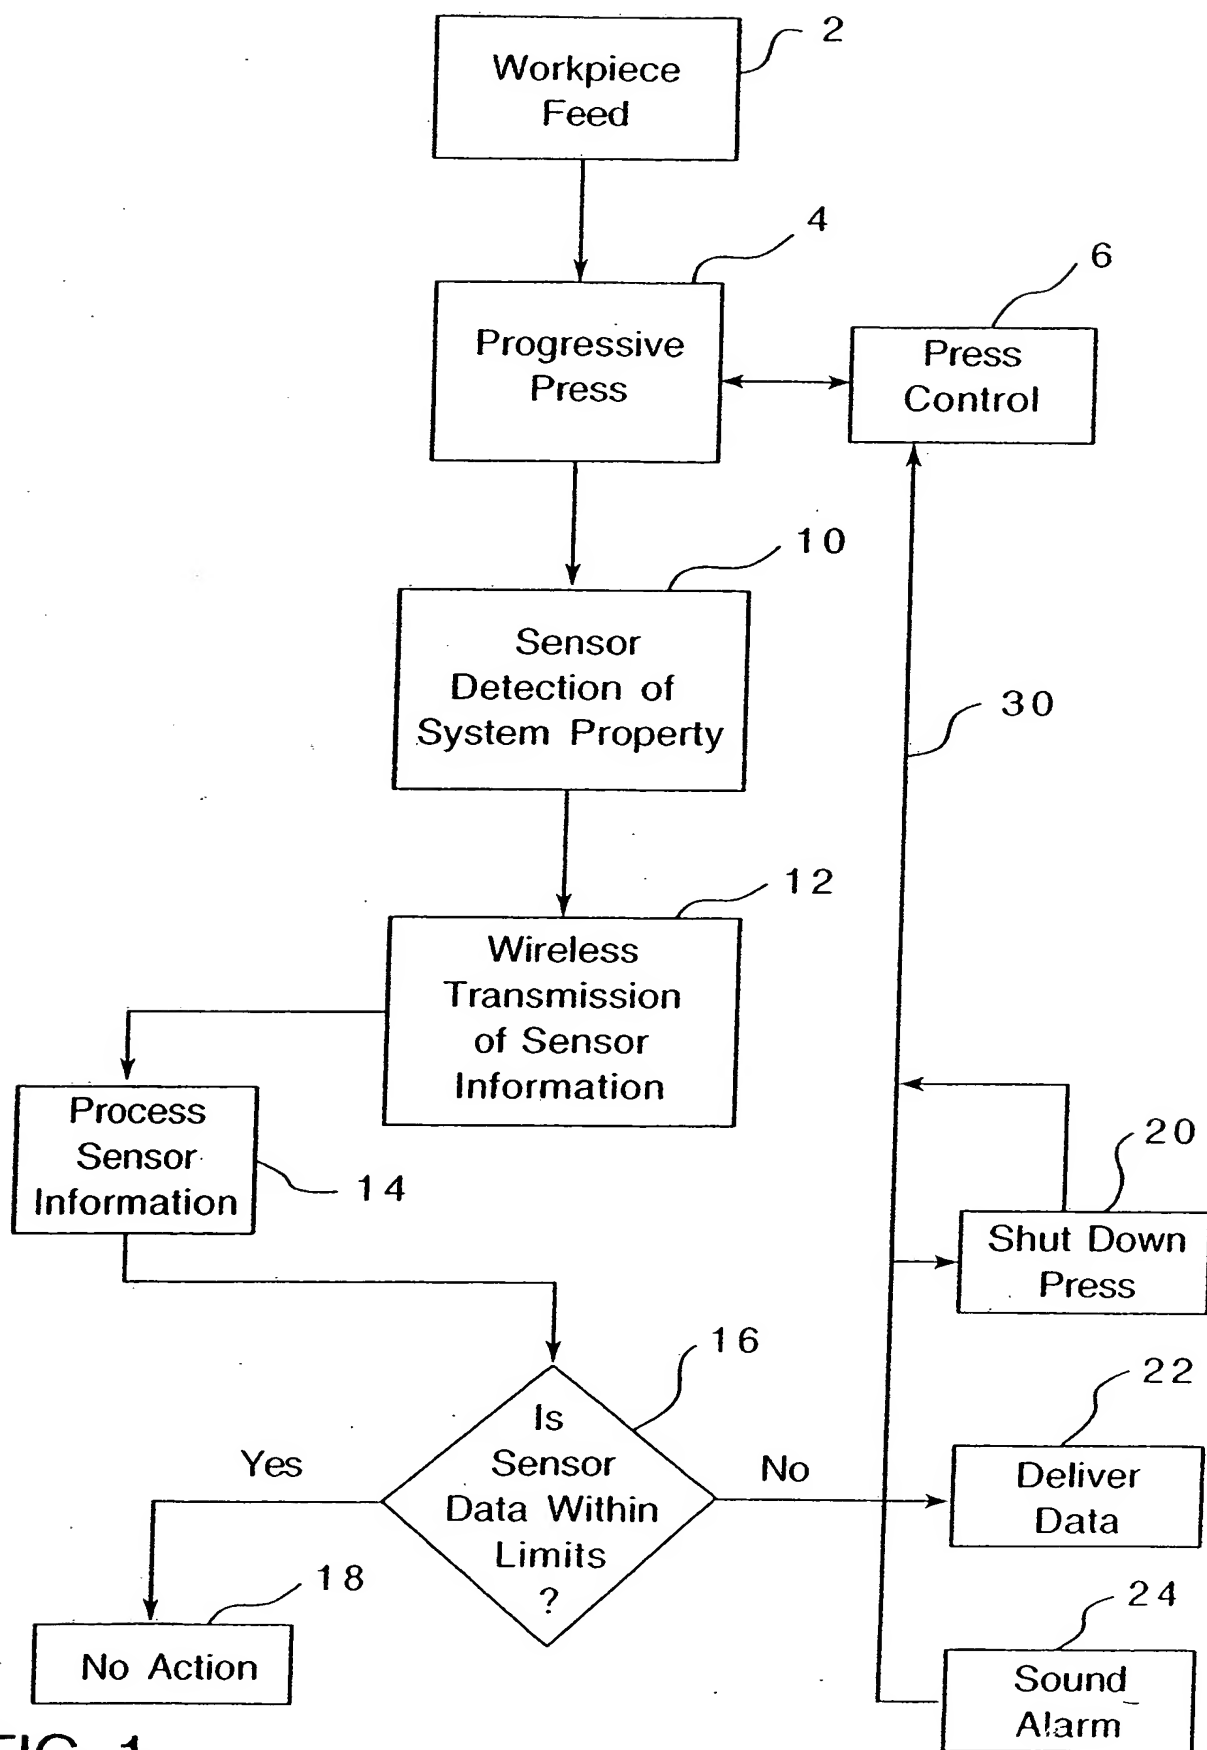 2
Workpiece
Feed
4
6
Progressive
Press
Press
Control
10
Sensor
Detection of
System Property
30
12
Wireless
Transmission
of Sensor
Information
Process
Sensor
Information
14
20
Shut Down
Press
16
Is
Sensor
Data Within
Limits
?
Yes
No
22
Deliver
Data
18
No Action
24
Sound
Alarm